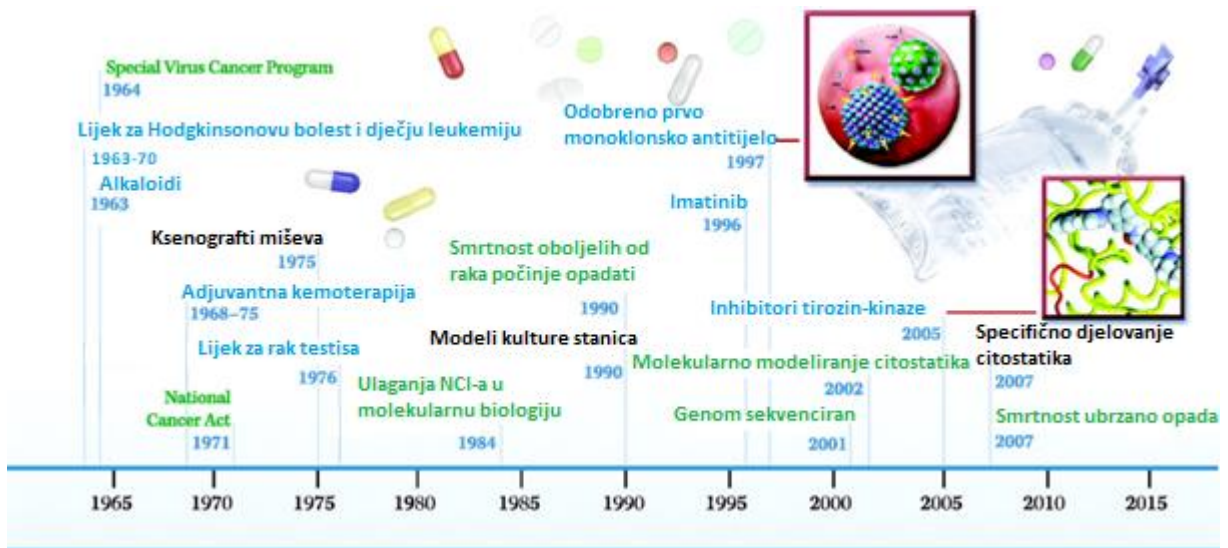 Special Virus Cancer Program
1964
Lijek za Hodgkinsonovu bolest i dječju leukemiju
1963-70
Alkaloidi
1963
Ksenografti miševa
1975
Adjuvantna kemoterapija
1968–75
Lijek za rak testisa
1976
National
Cancer Act
1971
Smrtnost oboljelih od
raka počinje opadati
1990
Modeli kulture stanica
1990
Ulaganja NCI-a u
molekularnu biologiju
1984
Odobreno prvo
monoklonsko antitijelo
1997
Imatinib
1996
Inhibitori tirozin-kinaze
2005
Molekularno modeliranje citostatika
2002
Genom sekvenciran
2001
Specifično djelovanje
citostatika
2007
Smrtnost ubrzano opada
2007
1965 1970 1975 1980 1985 1990 1995 2000 2005 2010 2015